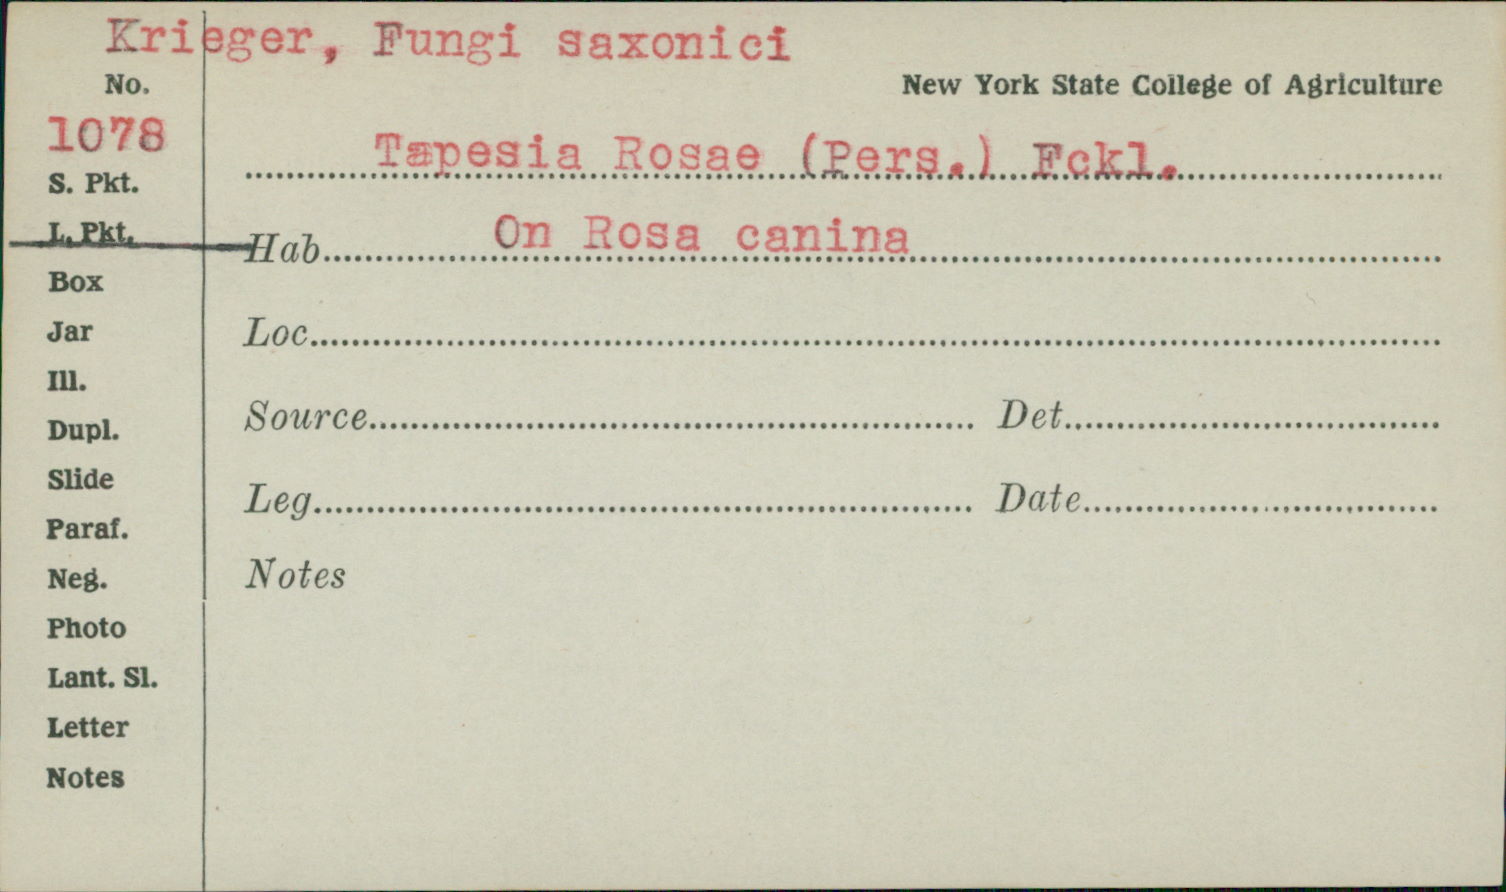 Krieger, Fungi saxonici
No.
New York State College of Agriculture
1078
Tapesia Rosae (Pers.) Fckl.
S. Pkt.
L. Pkt.
Hab. On Rosa canina
Box
Jar
Loc.
Ill.
Dupl.
Source Det.
Slide
Leg. Date
Paraf.
Neg.
Notes
Photo
Lant. Sl.
Letter
Notes